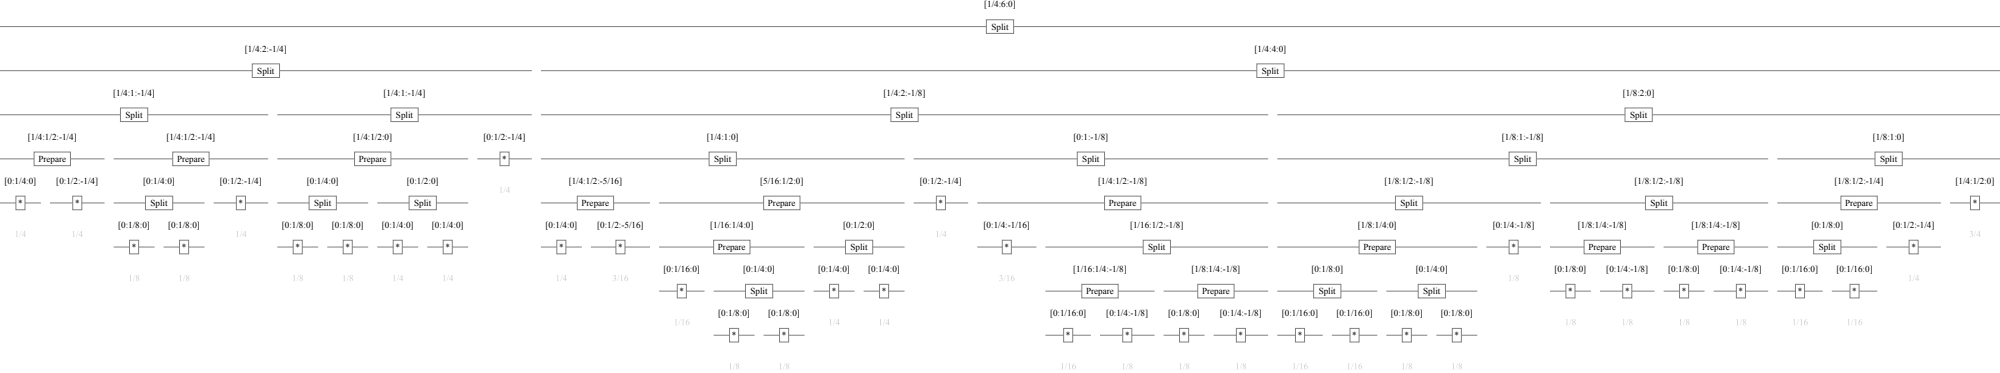 [1/4:6:0]
Split
[1/4:2:-1/4] [1/4:4:0]
Split Split
[1/4:1:-1/4] [1/4:1:-1/4] [1/4:2:-1/8] [1/8:2:0]
Split Split Split Split
[1/4:1/2:-1/4] [1/4:1/2:-1/4] [1/4:1/2:0] [0:1/2:-1/4] [1/4:1:0] [0:1:-1/8] [1/8:1:-1/8] [1/8:1:0]
Prepare Prepare Prepare * Split Split Split Split
[0:1/4:0] [0:1/2:-1/4] [0:1/4:0] [0:1/2:-1/4] [0:1/4:0] [0:1/2:0] 1/4 [1/4:1/2:-5/16] [5/16:1/2:0] [0:1/2:-1/4] [1/4:1/2:-1/8] [1/8:1/2:-1/8] [1/8:1/2:-1/8] [1/8:1/2:-1/4] [1/4:1/2:0]
* * Split * Split Split Prepare Prepare * Prepare Split Split Prepare *
1/4 1/4 [0:1/8:0] [0:1/8:0] 1/4 [0:1/8:0] [0:1/8:0] [0:1/4:0] [0:1/4:0] [0:1/4:0] [0:1/2:-5/16] [1/16:1/4:0] [0:1/2:0] 1/4 [0:1/4:-1/16] [1/16:1/2:-1/8] [1/8:1/4:0] [0:1/4:-1/8] [1/8:1/4:-1/8] [1/8:1/4:-1/8] [0:1/8:0] [0:1/2:-1/4] 3/4
* * * * * * * * Prepare Split * Split Prepare * Prepare Prepare Split *
1/8 1/8 1/8 1/8 1/4 1/4 1/4 3/16 [0:1/16:0] [0:1/4:0] [0:1/4:0] [0:1/4:0] 3/16 [1/16:1/4:-1/8] [1/8:1/4:-1/8] [0:1/8:0] [0:1/4:0] 1/8 [0:1/8:0] [0:1/4:-1/8] [0:1/8:0] [0:1/4:-1/8] [0:1/16:0] [0:1/16:0] 1/4
* Split * * Prepare Prepare Split Split * * * * * *
1/16 [0:1/8:0] [0:1/8:0] 1/4 1/4 [0:1/16:0] [0:1/4:-1/8] [0:1/8:0] [0:1/4:-1/8] [0:1/16:0] [0:1/16:0] [0:1/8:0] [0:1/8:0] 1/8 1/8 1/8 1/8 1/16 1/16
* * * * * * * * * *
1/8 1/8 1/16 1/8 1/8 1/8 1/16 1/16 1/8 1/8